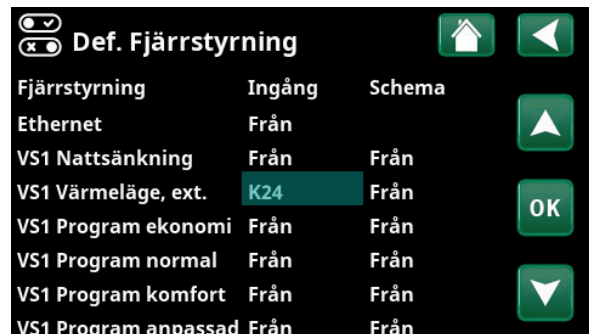 Def. Fjärrstyrning
Fjärrstyrning Ingång Schema
Ethernet Från
VS1 Nattsänkning Från Från
VS1 Värmeläge, ext. K24 Från
OK
VS1 Program ekonomi Från Från
VS1 Program normal Från Från
VS1 Program komfort Från Från
VS1 Program anpassad Från Från